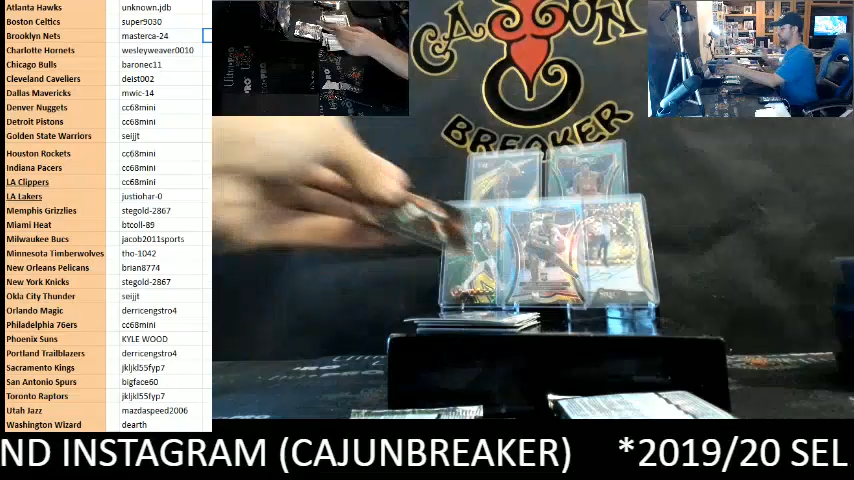 Atlanta Hawks unknown.jdb
Boston Celtics super9030
Brooklyn Nets masterca-24
Charlotte Hornets wesleyweaver0010
Chicago Bulls baronec11
Cleveland Cavaliers deist002
Dallas Mavericks mwic-14
Denver Nuggets cc68mini
Detroit Pistons cc68mini
Golden State Warriors seijjt
Houston Rockets cc68mini
Indiana Pacers cc68mini
LA Clippers cc68mini
LA Lakers justiohar-0
Memphis Grizzlies stegold-2867
Miami Heat btcoll-89
Milwaukee Bucs jacob2011sports
Minnesota Timberwolves tho-1042
New Orleans Pelicans brian8774
New York Knicks stegold-2867
Okla City Thunder seijjt
Orlando Magic derricengstro4
Philadelphia 76ers cc68mini
Phoenix Suns KYLE WOOD
Portland Trailblazers derricengstro4
Sacramento Kings jkljkl55fyp7
San Antonio Spurs bigface60
Toronto Raptors jkljkl55fyp7
Utah Jazz mazdaspeed2006
Washington Wizard dearth
CAJUN
BREAKER
ND INSTAGRAM (CAJUNBREAKER) *2019/20 SEL